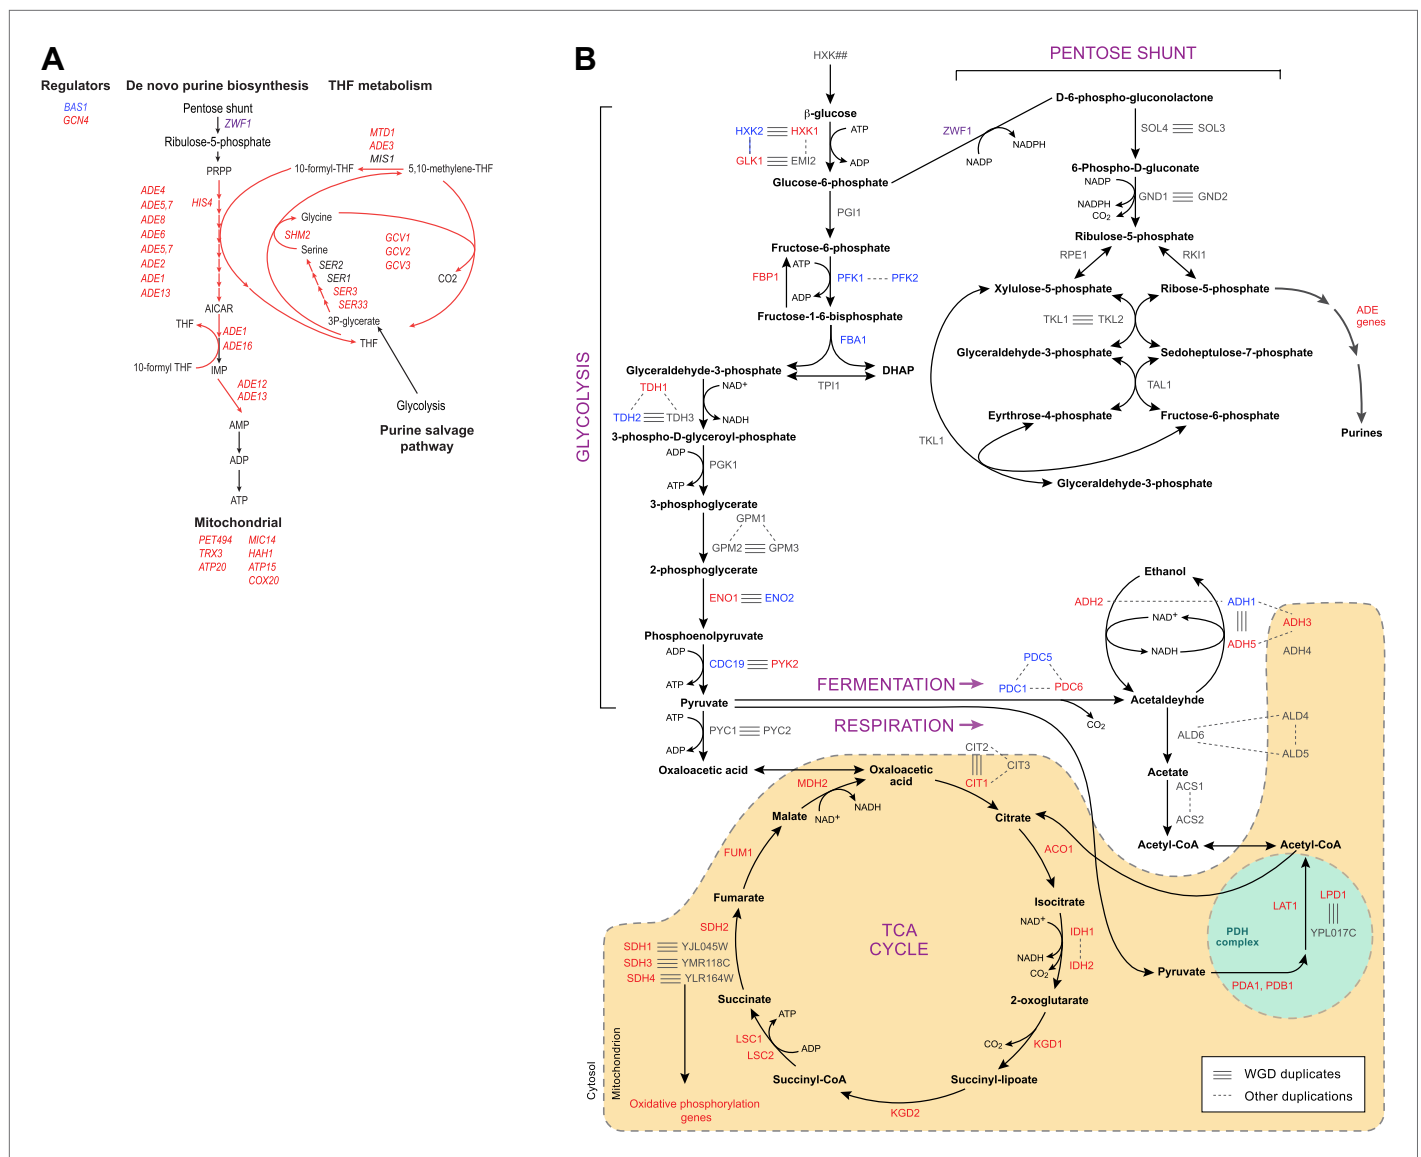 A
Regulators
BAS1
GCN4
De novo purine biosynthesis
Pentose shunt
ZWF1
Ribulose-5-phosphate
PRPP
ADE4
ADE5,7
ADE8
ADE6
ADE5,7
ADE2
ADE1
ADE13
HIS4
AICAR
THF
ADE1
ADE16
10-formyl THF
IMP
ADE12
ADE13
AMP
ADP
ATP
THF metabolism
MTD1
ADE3
MIS1
10-formyl-THF
5,10-methylene-THF
Glycine
SHM2
Serine
GCV1
GCV2
GCV3
SER2
SER1
SER3
SER33
CO2
3P-glycerate
THF
Glycolysis
Purine salvage
pathway
Mitochondrial
PET494
MIC14
TRX3
HAH1
ATP20
ATP15
COX20
B
GLYCOLYSIS
HXK##
β-glucose
HXK2
HXK1
GLK1
EMI2
ATP
ADP
Glucose-6-phosphate
PGI1
Fructose-6-phosphate
FBP1
ATP
ADP
PFK1
PFK2
Fructose-1-6-bisphosphate
FBA1
Glyceraldehyde-3-phosphate
DHAP
TPI1
TDH1
TDH2
TDH3
NAD+
NADH
3-phospho-D-glyceroyl-phosphate
ADP
ATP
PGK1
3-phosphoglycerate
GPM1
GPM2
GPM3
2-phosphoglycerate
ENO1
ENO2
Phosphoenolpyruvate
ADP
ATP
CDC19
PYK2
Pyruvate
ATP
ADP
PYC1
PYC2
Oxaloacetic acid
PENTOSE SHUNT
D-6-phospho-gluconolactone
ZWF1
NADP
NADPH
SOL4
SOL3
6-Phospho-D-gluconate
NADP
NADPH
CO2
GND1
GND2
Ribulose-5-phosphate
RPE1
RKI1
Xylulose-5-phosphate
Ribose-5-phosphate
TKL1
TKL2
ADE
genes
Glyceraldehyde-3-phosphate
Sedoheptulose-7-phosphate
TAL1
Eyrthrose-4-phosphate
Fructose-6-phosphate
Purines
TKL1
Glyceraldehyde-3-phosphate
FERMENTATION
RESPIRATION
PDC5
PDC1
PDC6
CO2
Ethanol
ADH2
ADH1
NAD+
NADH
ADH5
ADH3
ADH4
Acetaldeyhde
ALD6
ALD4
ALD5
Acetate
ACS1
ACS2
Acetyl-CoA
Acetyl-CoA
LAT1
LPD1
YPL017C
PDH
complex
Pyruvate
PDA1, PDB1
TCA
CYCLE
Oxaloacetic
acid
CIT2
CIT3
CIT1
Citrate
ACO1
Isocitrate
NAD+
NADH
CO2
IDH1
IDH2
2-oxoglutarate
CO2
KGD1
Succinyl-lipoate
KGD2
Succinyl-CoA
LSC1
LSC2
ATP
ADP
Succinate
SDH2
SDH1
YJL045W
SDH3
YMR118C
SDH4
YLR164W
Fumarate
FUM1
Malate
MDH2
NAD+
NADH
Oxidative phosphorylation
genes
Cytosol
Mitochondrion
WGD duplicates
Other duplications